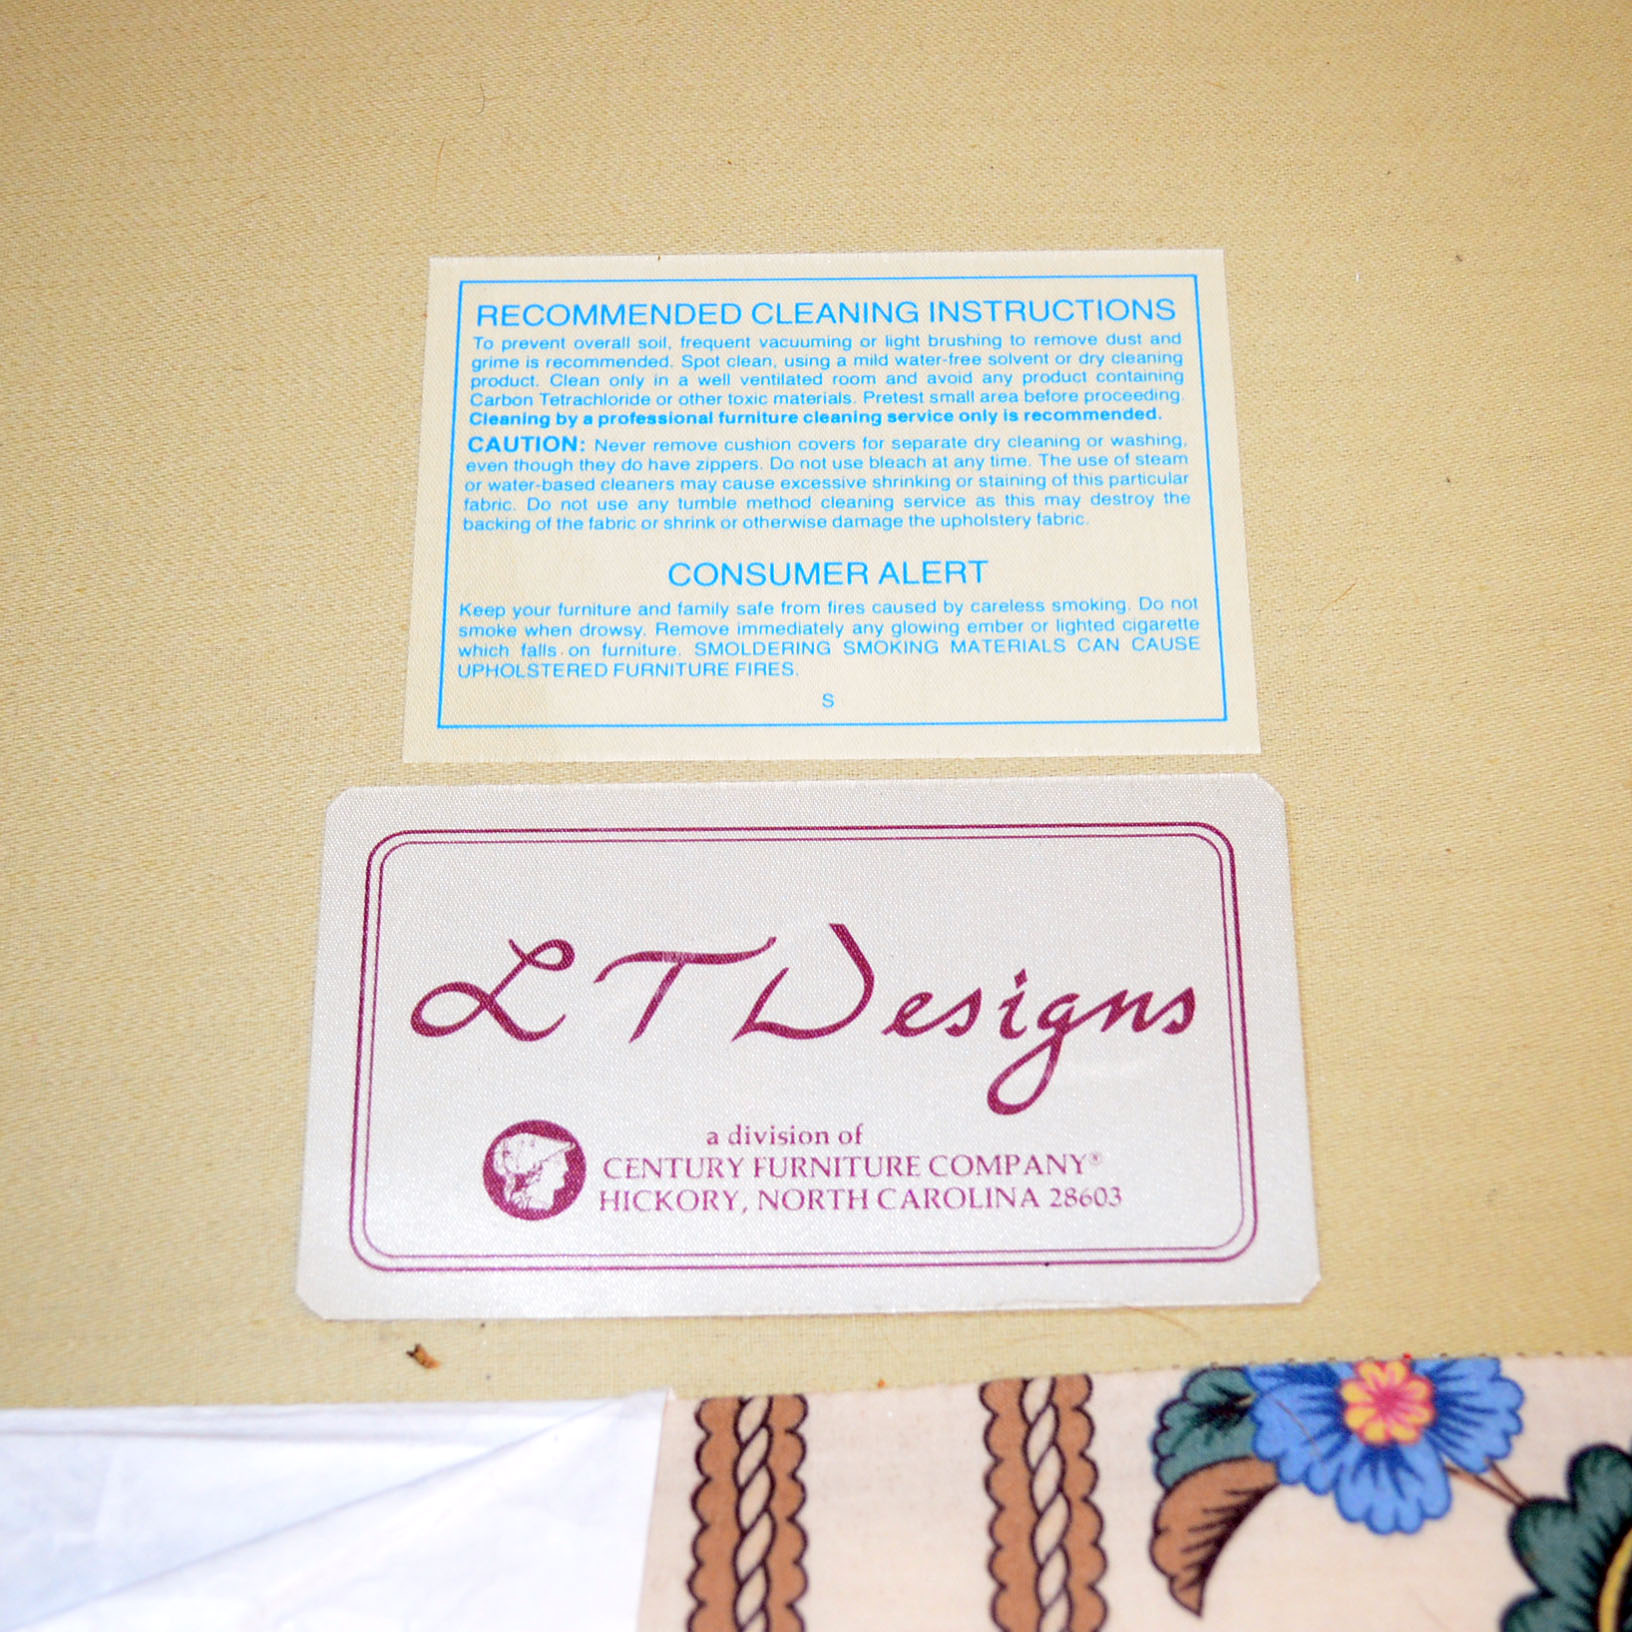 RECOMMENDED CLEANING INSTRUCTIONS
To prevent overall soil, frequent vacuuming or light brushing to remove dust and
grime is recommended. Spot clean, using a mild water-free solvent or dry cleaning
product. Clean only in a well ventilated room and avoid any product containing
Carbon Tetrachloride or other toxic materials. Pretest small area before proceeding.
Cleaning by a professional furniture cleaning service only is recommended.
CAUTION: Never remove cushion covers for separate dry cleaning or washing,
even though they do have zippers. Do not use bleach at any time. The use of steam
or water-based cleaners may cause excessive shrinking or staining of this particular
fabric. Do not use any tumble method cleaning service as this may destroy the
backing of the fabric or shrink or otherwise damage the upholstery fabric.
CONSUMER ALERT
Keep your furniture and family safe from fires caused by careless smoking. Do not
smoke when drowsy. Remove immediately any glowing ember or lighted cigarette
which falls on furniture. SMOLDERING SMOKING MATERIALS CAN CAUSE
UPHOLSTERED FURNITURE FIRES.
S
LT Designs
a division of
CENTURY FURNITURE COMPANY®
HICKORY, NORTH CAROLINA 28603